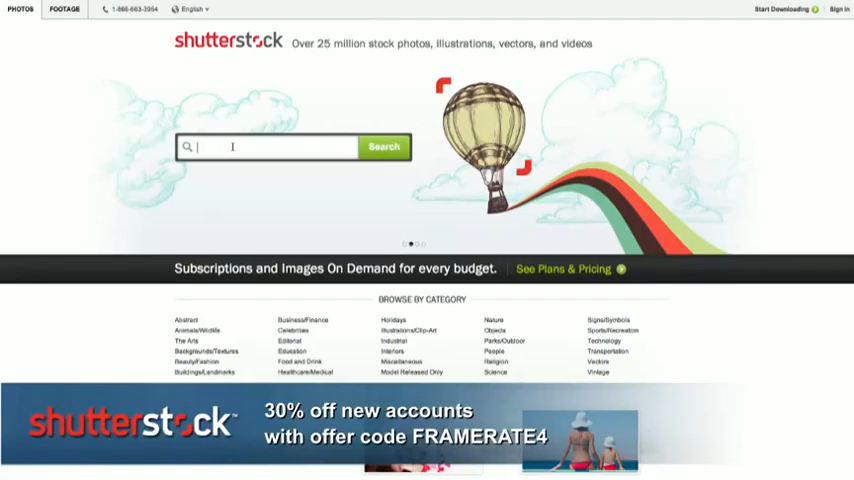 PHOTOS FOOTAGE 1-866-663-3954 English Start Downloading Sign In
shutterstock Over 25 million stock photos, illustrations, vectors, and videos
Search
Subscriptions and Images On Demand for every budget. See Plans & Pricing
BROWSE BY CATEGORY
Abstract Business/Finance Holidays Nature Signs/Symbols
Animals/Wildlife Celebrities Illustrations/Clip-Art Objects Sports/Recreation
The Arts Editorial Industrial Parks/Outdoor Technology
Backgrounds/Textures Education Interiors People Transportation
Beauty/Fashion Food and Drink Miscellaneous Religion Vectors
Buildings/Landmarks Healthcare/Medical Model Released Only Science Vintage
shutterstock™ 30% off new accounts
with offer code FRAMERATE4